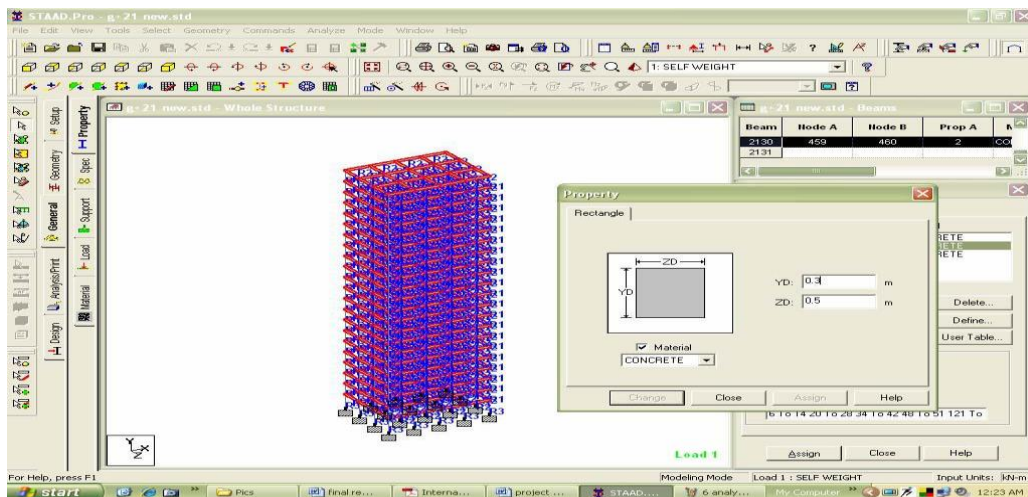 STAAD.Pro - g-21 new.std
File Edit View Tools Select Geometry Commands Analyze Mode Window Help
1: SELF WEIGHT
Setup
Geometry
General
Analysis/Print
Design
Property
Spec
Support
Load
Material
g-21 new.std - Whole Structure
Load 1
g-21 new.std - Beams
Beam Node A Node B Prop A
2130 459 460 2 CO
2131
Property
Rectangle
ZD
YD
YD: 0.3 m
ZD: 0.5 m
Material
CONCRETE
Change Close Assign Help
RETE
RETE
RETE
Delete...
Define...
User Table...
6 To 14 20 To 28 34 To 42 48 To 51 121 To
Assign Close Help
For Help, press F1
Modeling Mode Load 1 : SELF WEIGHT Input Units: kN-m
start
Pics
final re...
Interna...
project ...
STAAD....
6 analy...
My Computer
12:23 AM